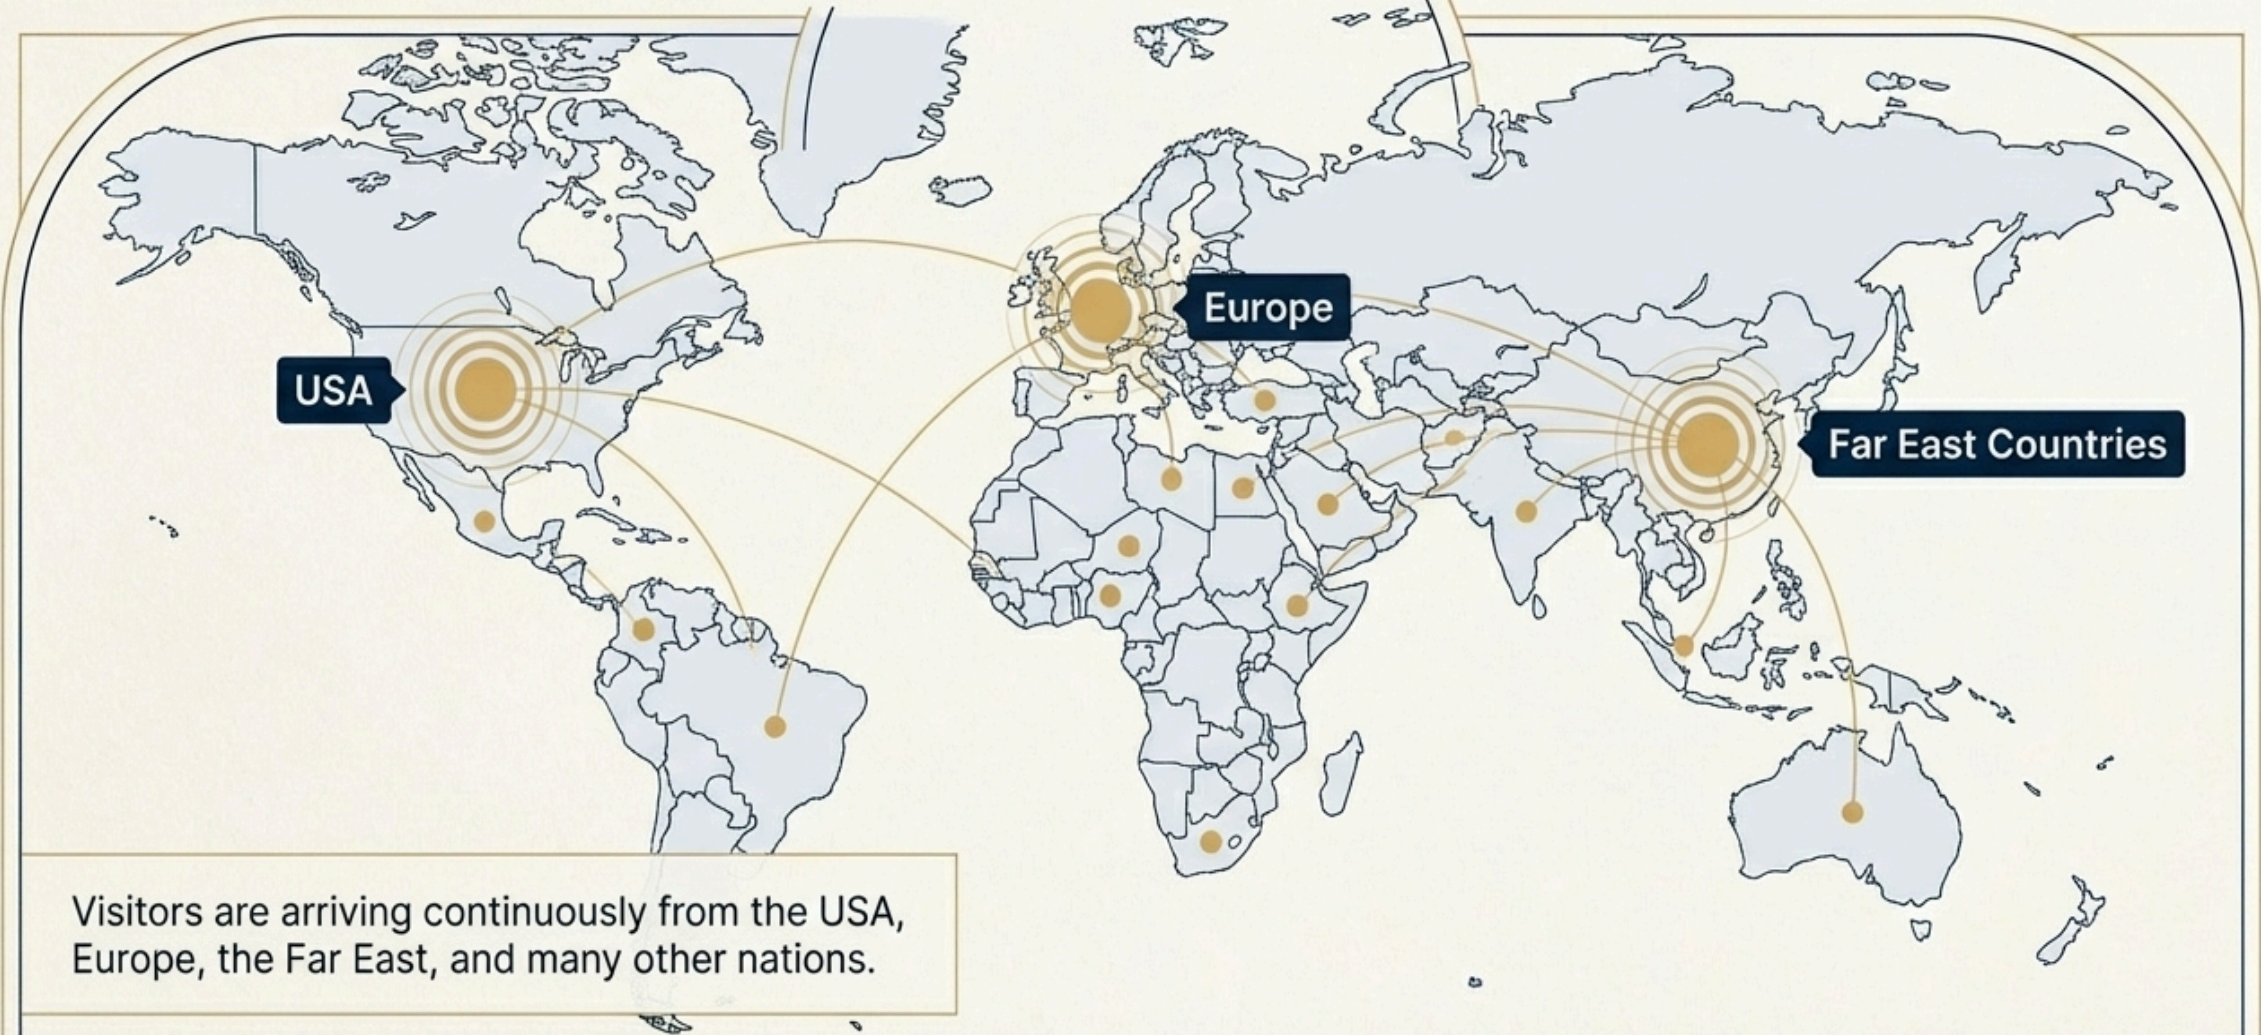 Europe
USA
Far East Countries
Visitors are arriving continuously from the USA,
Europe, the Far East, and many other nations.